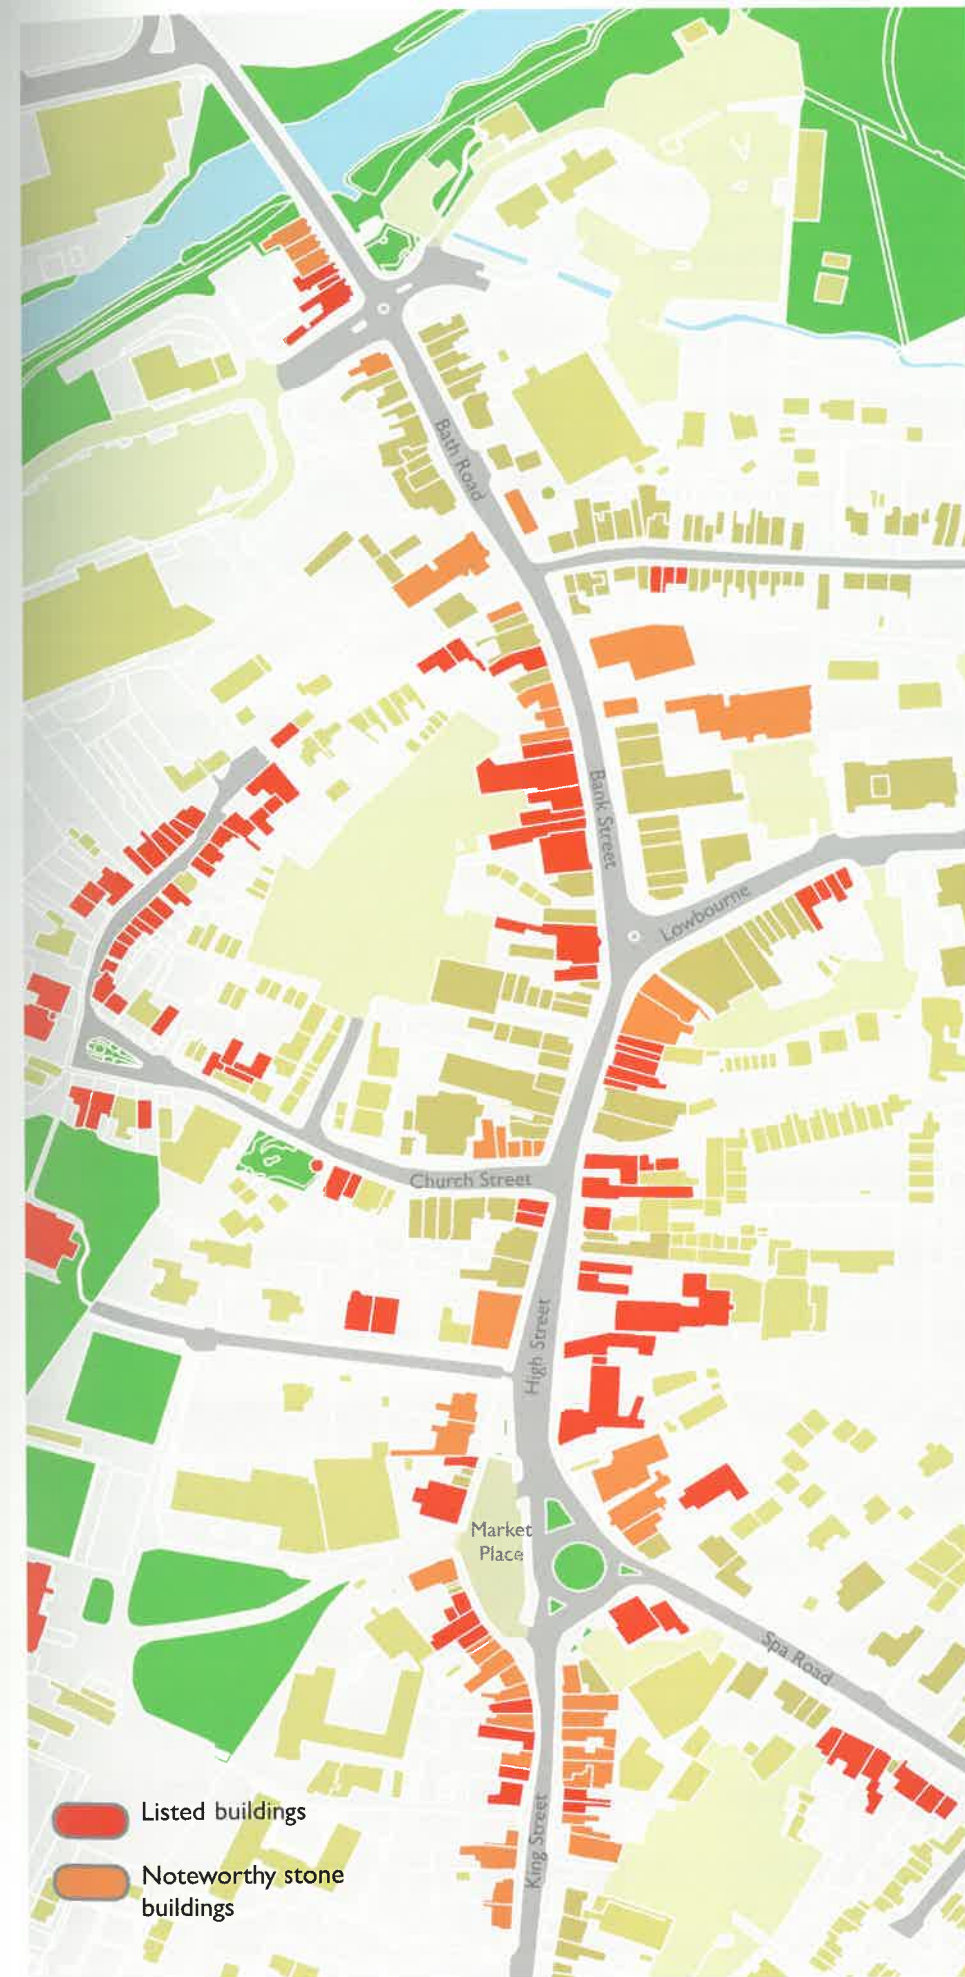 Bath Road
Bank Street
Lowbourne
Church Street
High Street
Market
Place
Spa Road
King Street
Listed buildings
Noteworthy stone
buildings